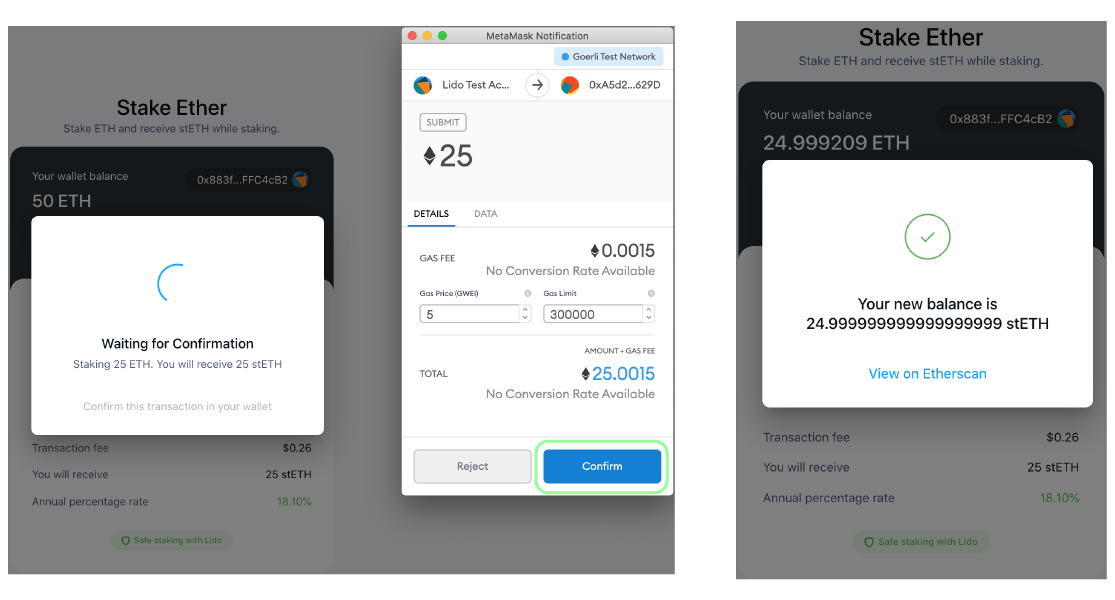 Stake Ether
Stake ETH and receive stETH while staking.
Your wallet balance
0x883f...FFC4cB2
50 ETH
Waiting for Confirmation
Staking 25 ETH. You will receive 25 stETH
Confirm this transaction in your wallet
Transaction fee $0.26
You will receive 25 stETH
Annual percentage rate 18.10%
Safe staking with Lido
MetaMask Notification
Goerli Test Network
Lido Test Ac... 0xA5d2...629D
SUBMIT
25
DETAILS DATA
GAS FEE 0.0015
No Conversion Rate Available
Gas Price (GWEI) Gas Limit
5 300000
AMOUNT + GAS FEE
TOTAL 25.0015
No Conversion Rate Available
Reject Confirm
Stake Ether
Stake ETH and receive stETH while staking.
Your wallet balance
0x883f...FFC4cB2
24.999209 ETH
Your new balance is
24.999999999999999999 stETH
View on Etherscan
Transaction fee $0.26
You will receive 25 stETH
Annual percentage rate 18.10%
Safe staking with Lido